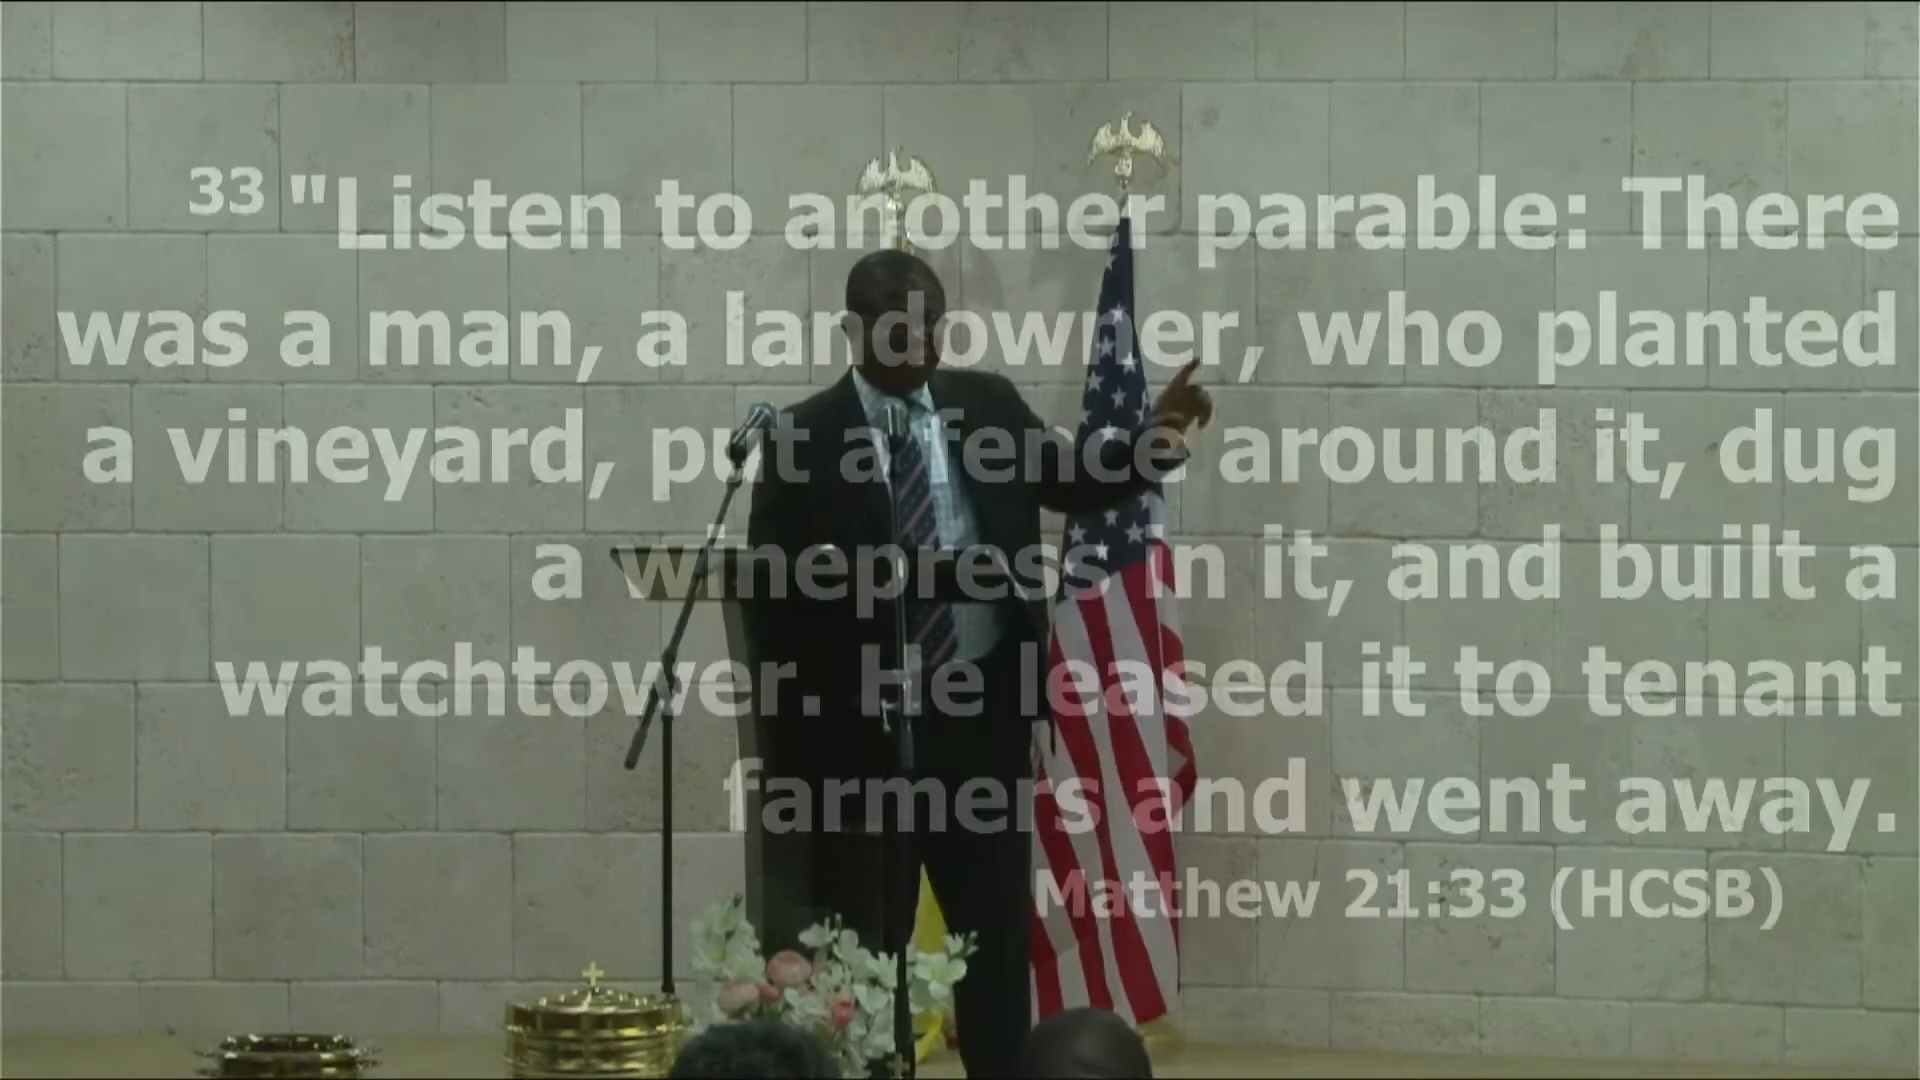 33 "Listen to another parable: There
was a man, a landowner, who planted
a vineyard, put a fence around it, dug
a winepress in it, and built a
watchtower. He leased it to tenant
farmers and went away.
Matthew 21:33 (HCSB)